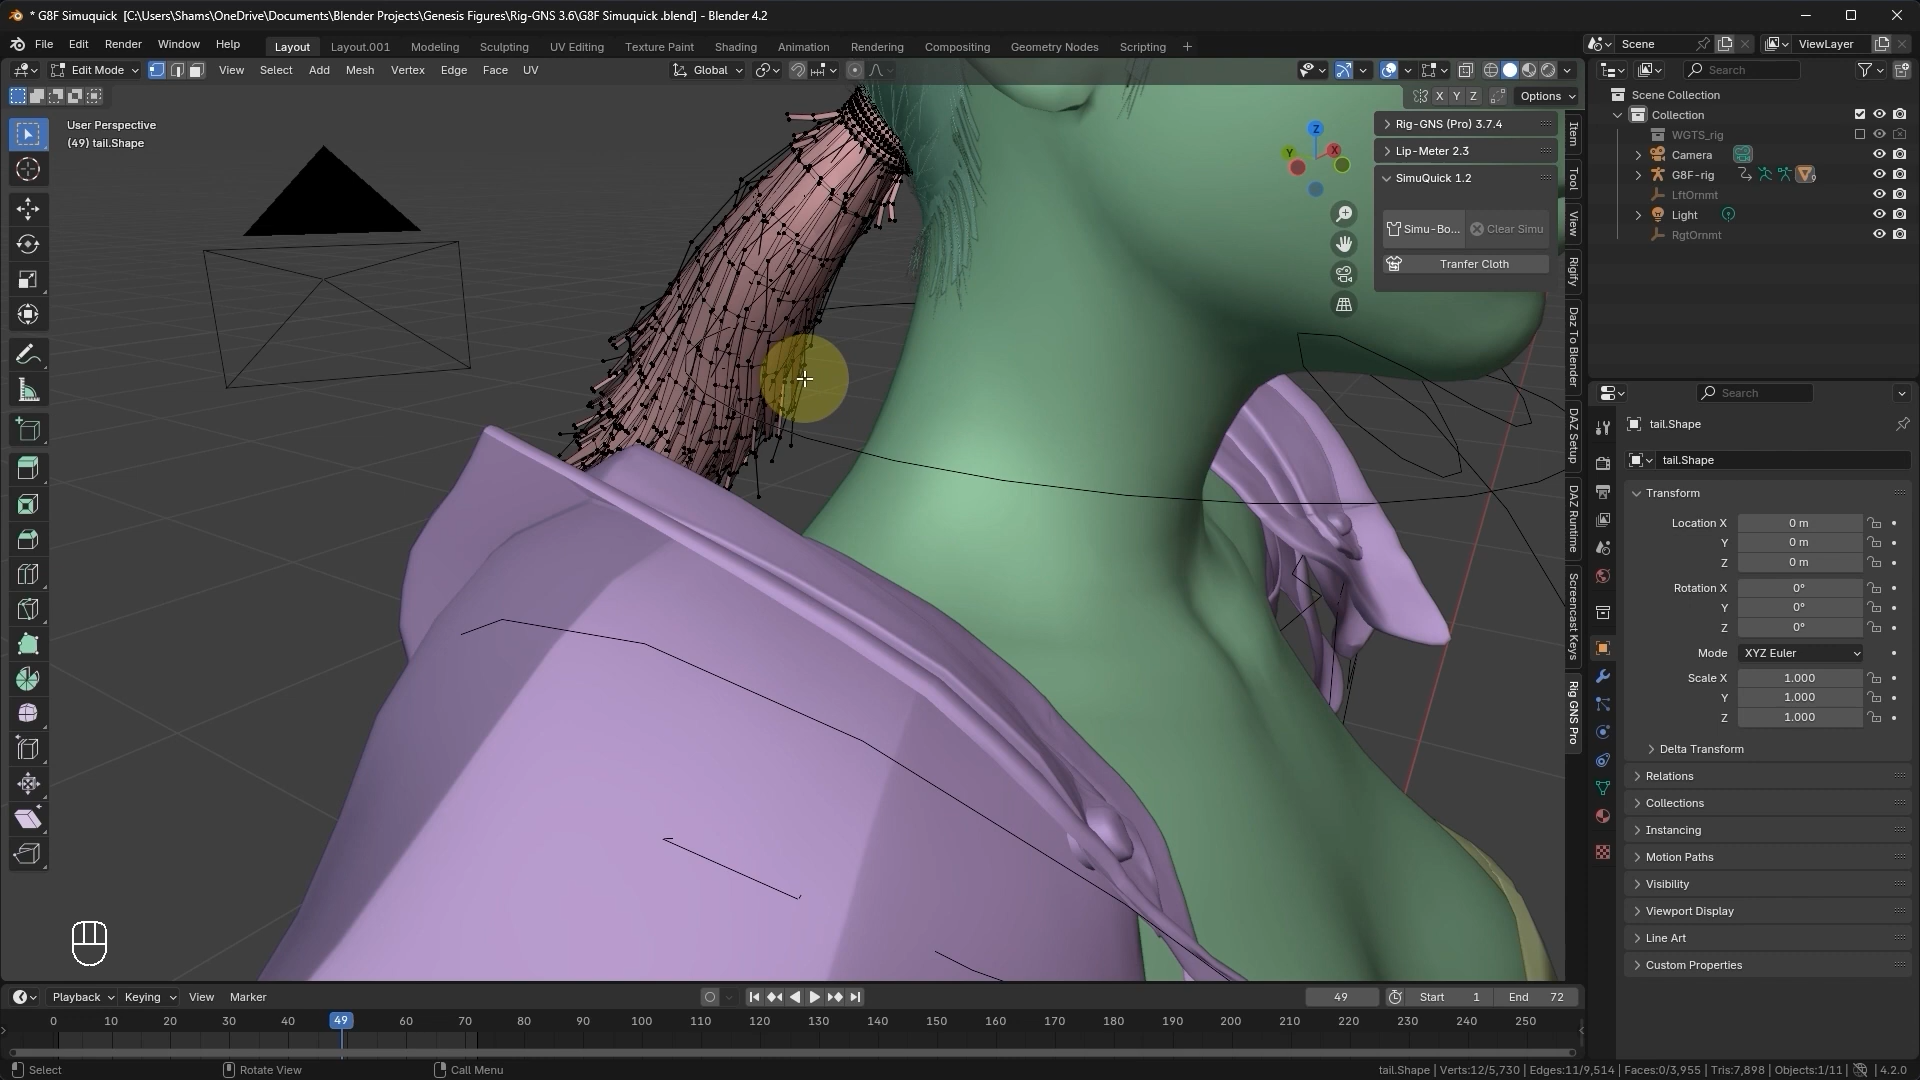 * G8F Simuquick  [C:\Users\Shams\OneDrive\Documents\Blender Projects\Genesis Figures\Rig-GNS 3.6\G8F Simuquick .blend] - Blender 4.2
File Edit Render Window Help Layout Layout.001 Modeling Sculpting UV Editing Texture Paint Shading Animation Rendering Compositing Geometry Nodes Scripting + Scene ViewLayer
Edit Mode View Select Add Mesh Vertex Edge Face UV Global Search
X Y Z Options
User Perspective
(49) tail.Shape
Rig-GNS (Pro) 3.7.4
Lip-Meter 2.3
SimuQuick 1.2
Simu-Bo... Clear Simu
Tranfer Cloth
Z
Y
X
Item
Tool
View
Rigify
Daz To Blender
DAZ Setup
DAZ Runtime
Screencast Keys
Rig GNS Pro
Scene Collection
Collection
WGTS_rig
Camera
G8F-rig
9
LftOrnmt
Light
RgtOrnmt
Search
tail.Shape
tail.Shape
Transform
Location X 0 m
Y 0 m
Z 0 m
Rotation X 0°
Y 0°
Z 0°
Mode XYZ Euler
Scale X 1.000
Y 1.000
Z 1.000
Delta Transform
Relations
Collections
Instancing
Motion Paths
Visibility
Viewport Display
Line Art
Custom Properties
Playback Keying View Marker 49 Start 1 End 72
0 10 20 30 40 49 60 70 80 90 100 110 120 130 140 150 160 170 180 190 200 210 220 230 240 250
Select Rotate View Call Menu tail.Shape | Verts:12/5,730 | Edges:11/9,514 | Faces:0/3,955 | Tris:7,898 | Objects:1/11 | 4.2.0